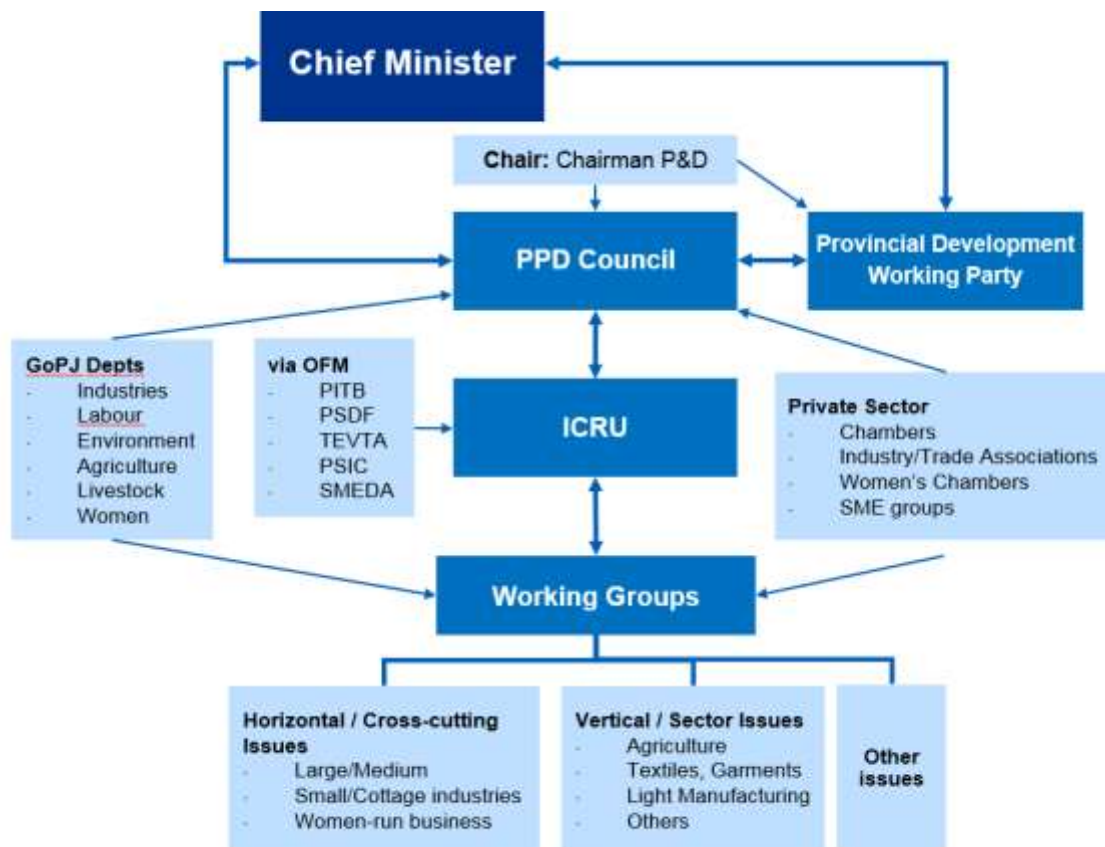 Chief Minister
Chair: Chairman P&D
PPD Council
Provincial Development
Working Party
GoPJ Depts
- Industries
- Labour
- Environment
- Agriculture
- Livestock
- Women
via OFM
- PITB
- PSDF
- TEVTA
- PSIC
- SMEDA
ICRU
Private Sector
- Chambers
- Industry/Trade Associations
- Women's Chambers
- SME groups
Working Groups
Horizontal / Cross-cutting
Issues
- Large/Medium
- Small/Cottage industries
- Women-run business
Vertical / Sector Issues
- Agriculture
- Textiles, Garments
- Light Manufacturing
- Others
Other
issues